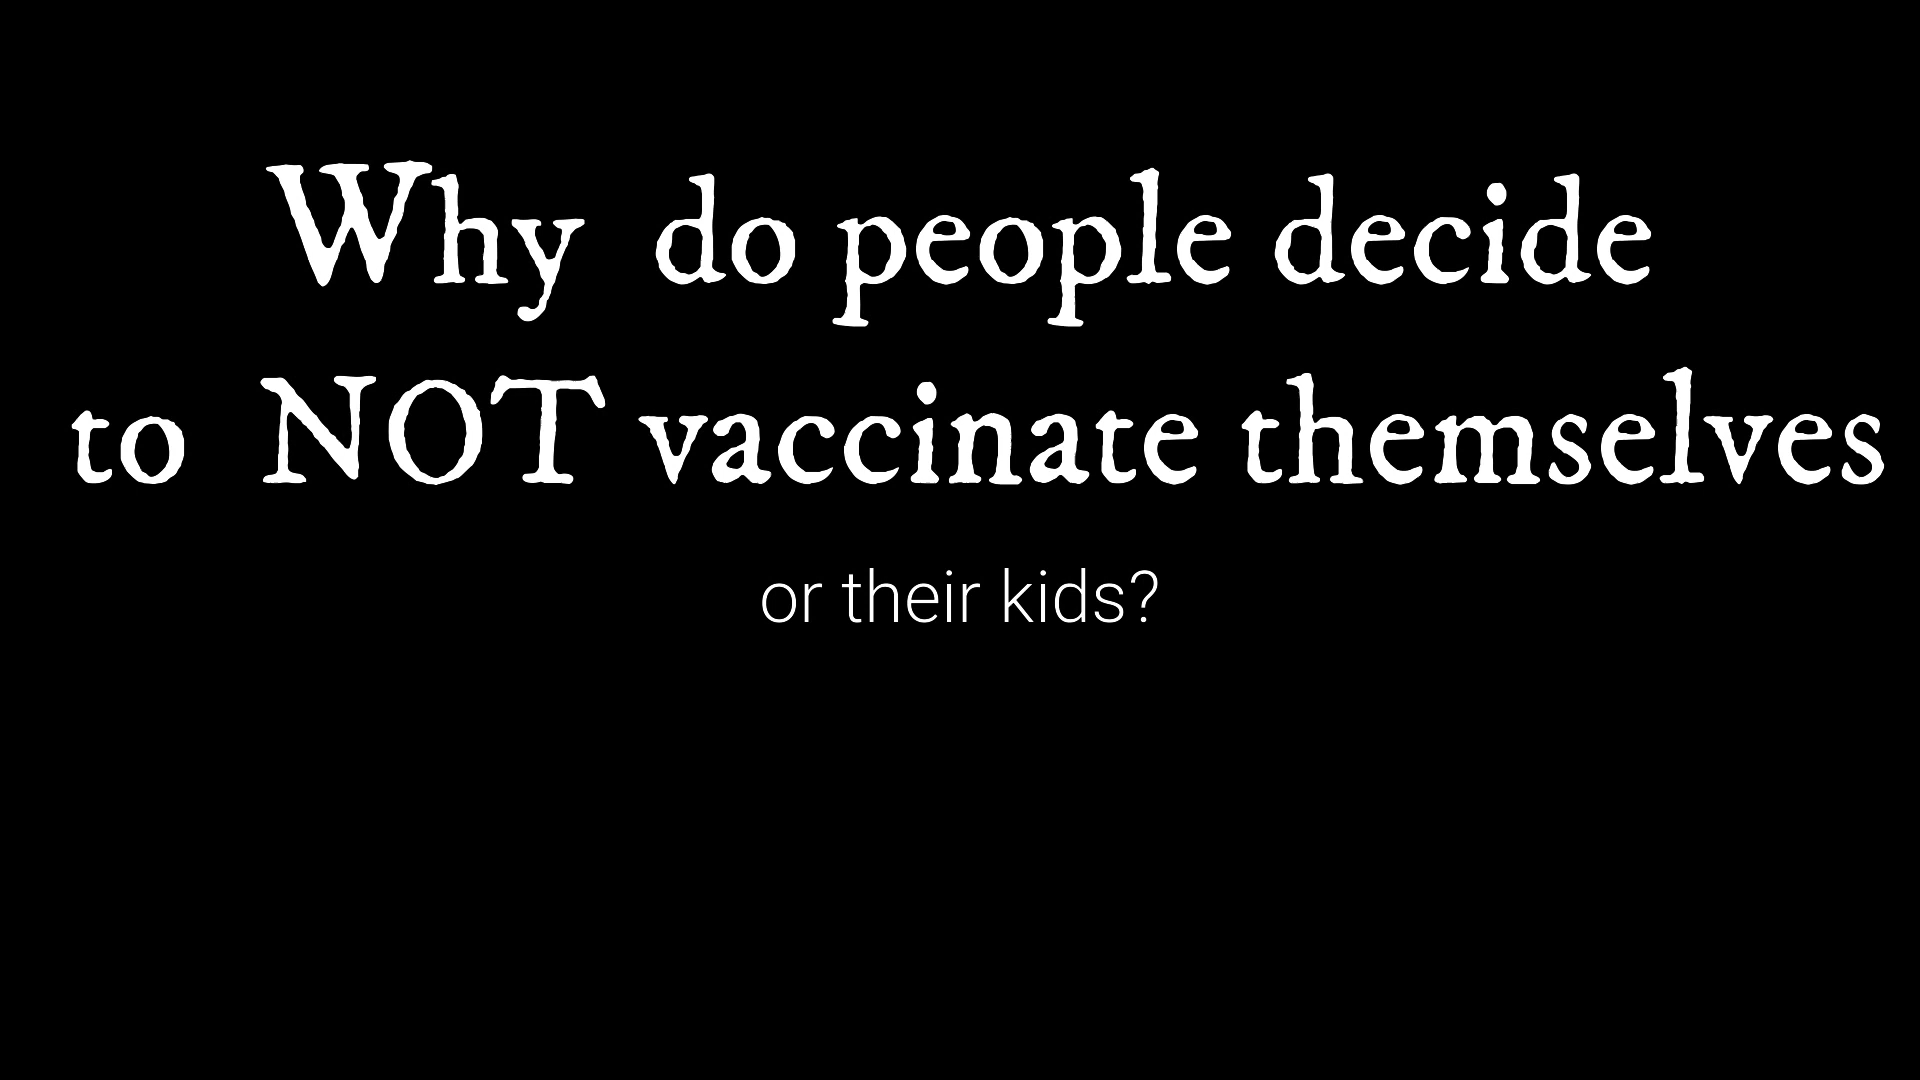 Why do people decide
to NOT vaccinate themselves
or their kids?